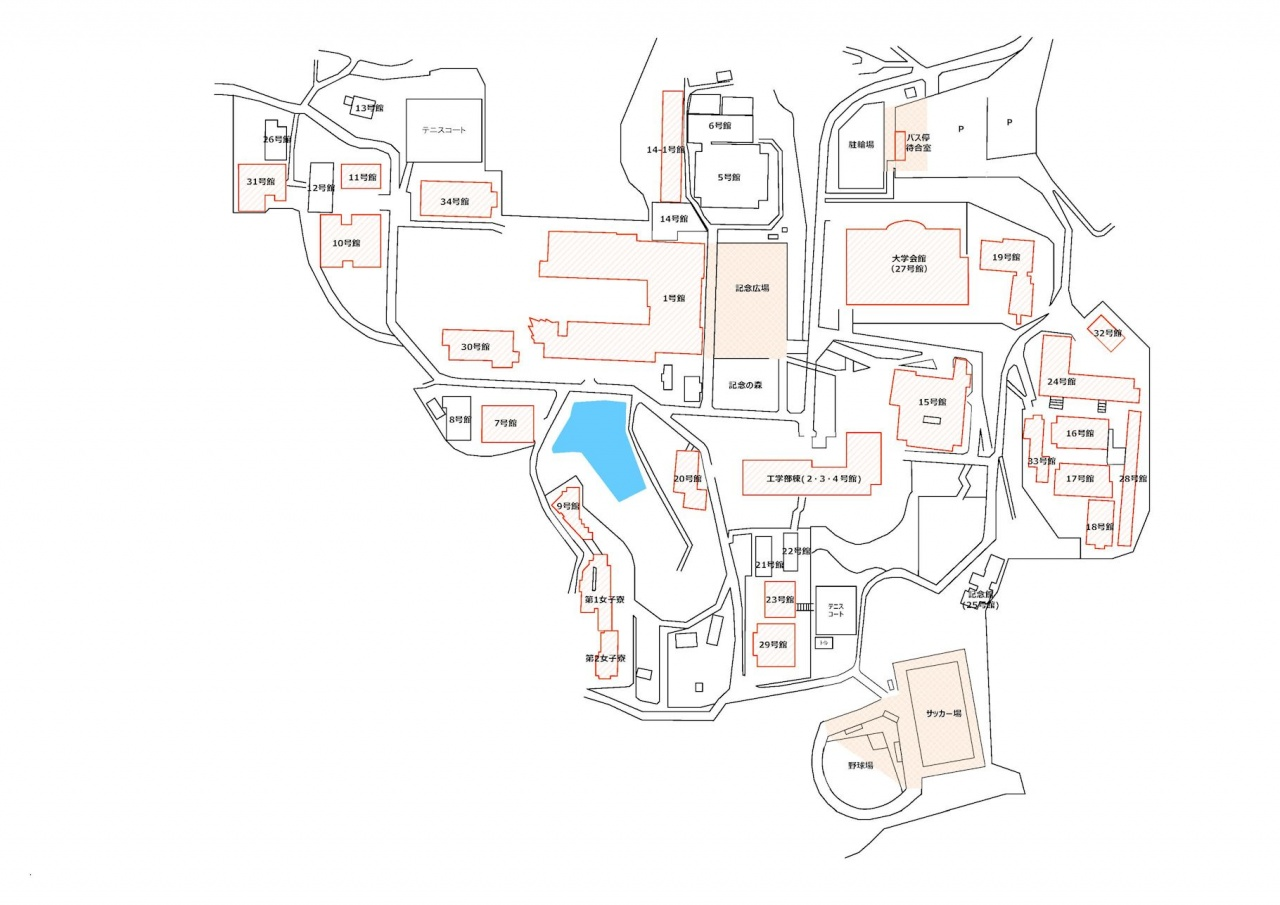 13号館
テニスコート
26号館
31号館
12号館
11号館
34号館
10号館
14-1号館
6号館
5号館
14号館
駐輪場
バス停
待合室
P
P
1号館
記念広場
大学会館
(27号館)
19号館
30号館
記念の森
32号館
24号館
8号館
7号館
15号館
16号館
33号館
17号館
28号館
18号館
20号館
工学部棟(2・3・4号館)
9号館
21号館
22号館
第1女子寮
23号館
テニス
コート
記念館
(25号館)
第2女子寮
29号館
サッカー場
野球場